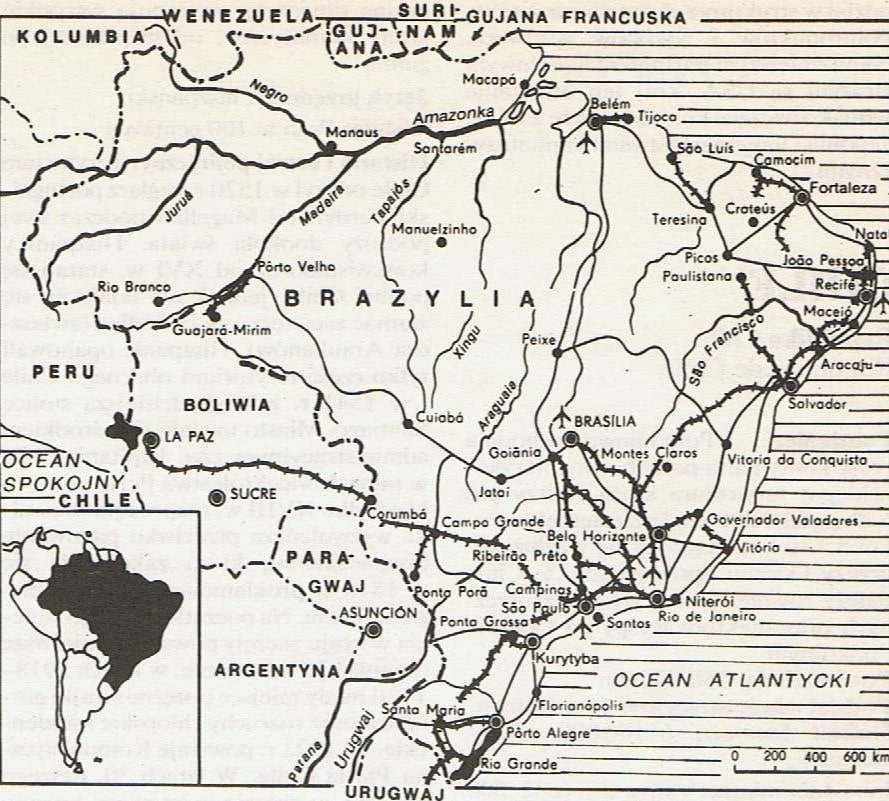 WENEZUELA
SURI-
NAM
GUJANA FRANCUSKA
KOLUMBIA
GUJ-
ANA
Macapá
Negro
Amazonka
Belém
Tijoca
Manaus
Santarém
São Luís
Camocim
Fortaleza
Juruá
Madeira
Tapajós
Teresina
Crateús
Manuelzinho
Natal
Picos
João Pessoa
Pôrto Velho
Paulistana
Recife
Rio Branco
BRAZYLIA
Maceió
Guajará-Mirim
São Francisco
Xingu
Peixe
Aracaju
PERU
Salvador
BOLIWIA
Araguaia
Cuiabá
BRASÍLIA
LA PAZ
Goiânia
Montes Claros
Vitoria da Conquista
OCEAN
SPOKOJNY
Jataí
CHILE
SUCRE
Corumbá
Campo Grande
Governador Valadares
Belo Horizonte
Vitória
Ribeirão Prêto
PARA-
GWAJ
Ponta Porã
Campinas
São Paulo
Niterói
Rio de Janeiro
ASUNCIÓN
Ponta Grossa
Santos
Kurytyba
ARGENTYNA
OCEAN ATLANTYCKI
Santa Maria
Florianópolis
Pôrto Alegre
Parana
Urugwaj
Rio Grande
0 200 400 600 km
URUGWAJ